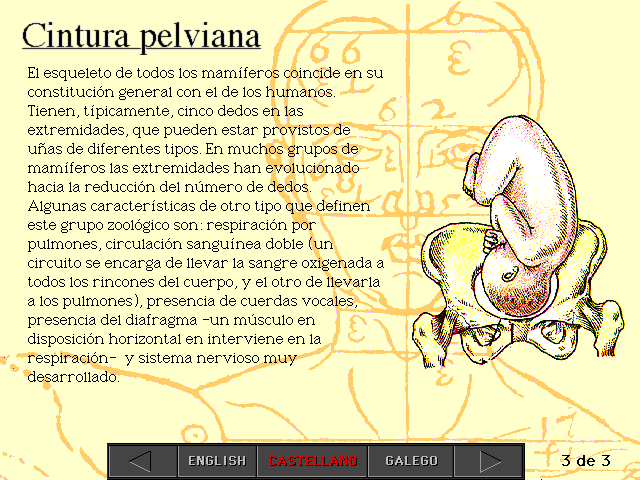 Cintura pelviana
El esqueleto de todos los mamíferos coincide en su
constitución general con el de los humanos.
Tienen, típicamente, cinco dedos en las
extremidades, que pueden estar provistos de
uñas de diferentes tipos. En muchos grupos de
mamíferos las extremidades han evolucionado
hacia la reducción del número de dedos.
Algunas características de otro tipo que definen
este grupo zoológico son: respiración por
pulmones, circulación sanguínea doble (un
circuito se encarga de llevar la sangre oxigenada a
todos los rincones del cuerpo, y el otro de llevarla
a los pulmones), presencia de cuerdas vocales,
presencia del diafragma -un músculo en
disposición horizontal en interviene en la
respiración- y sistema nervioso muy
desarrollado.
ENGLISH CASTELLANO GALEGO
3 de 3